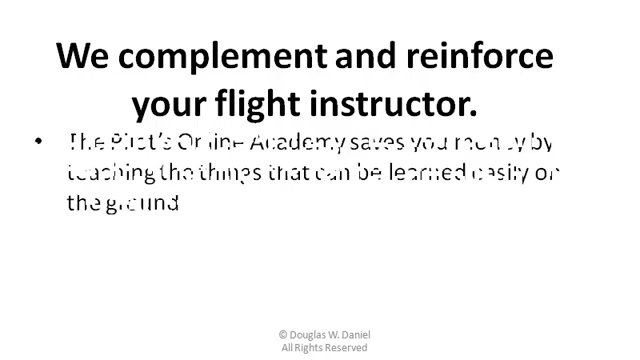 We complement and reinforce
your flight instructor.
• The Pilot's Online Academy saves you money by
teaching the things that can be learned easily on
the ground
© Douglas W. Daniel
All Rights Reserved